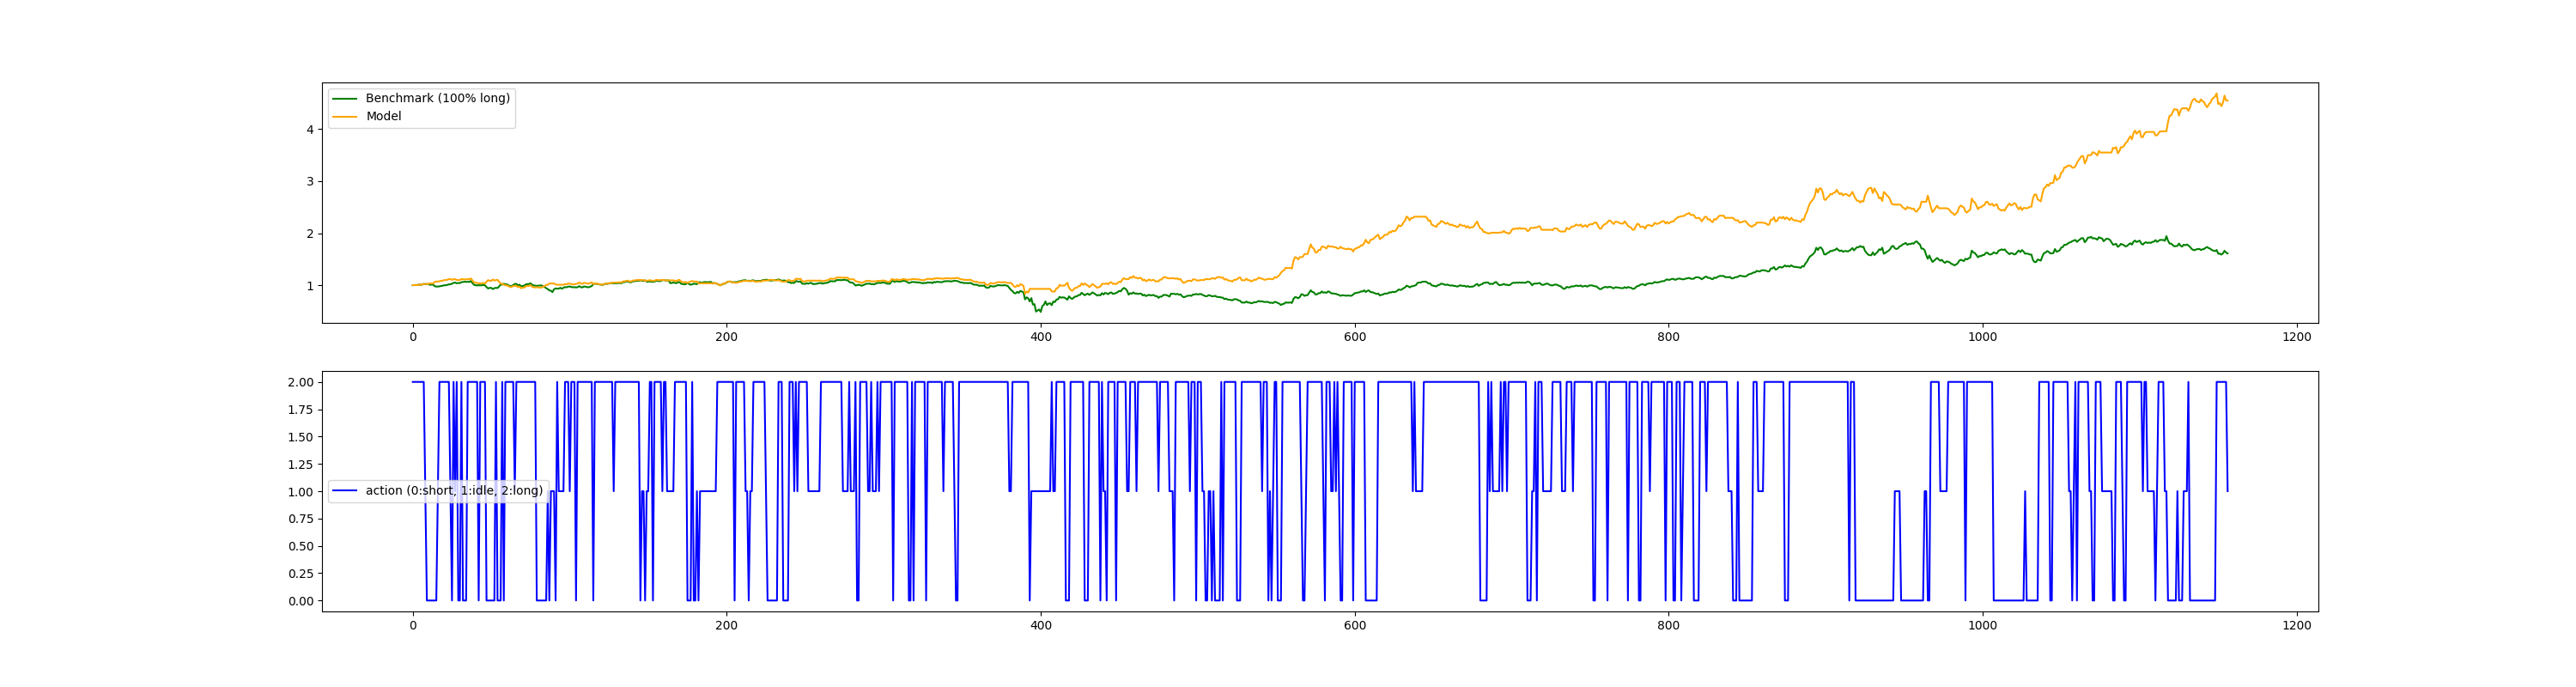 Benchmark (100% long)
Model
4
3
2
1
0 200 400 600 800 1000 1200
2.00
1.75
1.50
1.25
1.00
action (0:short, 1:idle, 2:long)
0.75
0.50
0.25
0.00
0 200 400 600 800 1000 1200